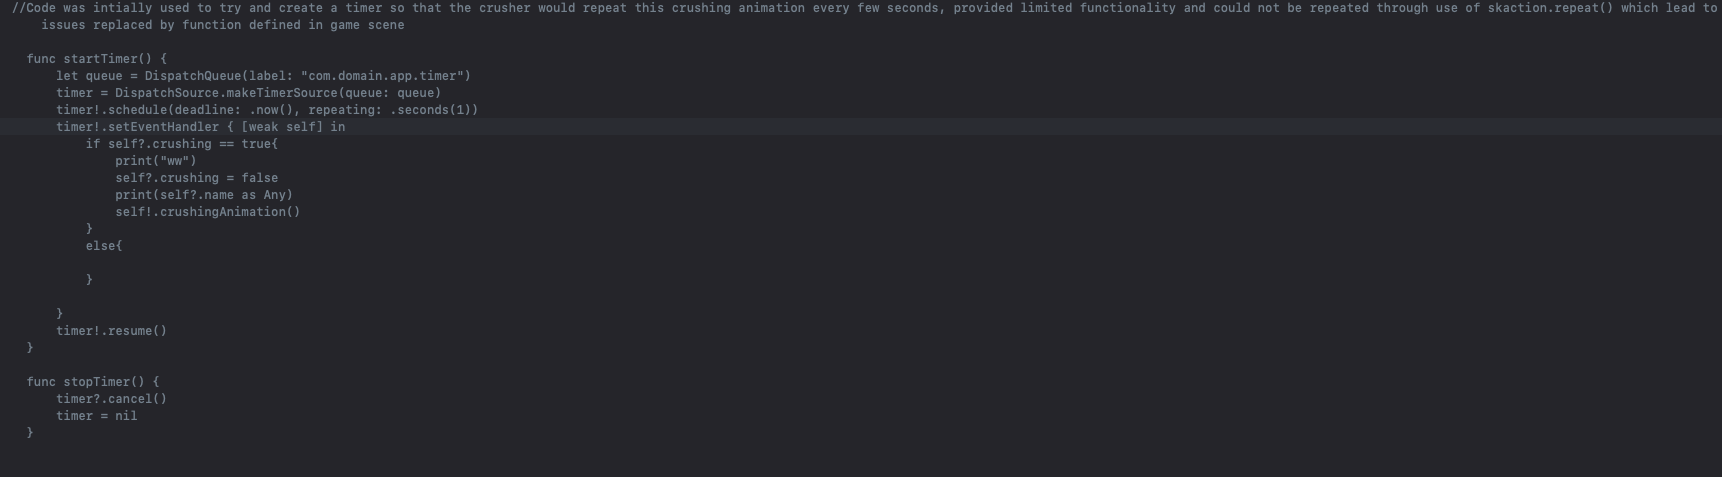 //Code was intially used to try and create a timer so that the crusher would repeat this crushing animation every few seconds, provided limited functionality and could not be repeated through use of skaction.repeat() which lead to
issues replaced by function defined in game scene
func startTimer() {
let queue = DispatchQueue(label: "com.domain.app.timer")
timer = DispatchSource.makeTimerSource(queue: queue)
timer!.schedule(deadline: .now(), repeating: .seconds(1))
timer!.setEventHandler { [weak self] in
if self?.crushing == true{
print("ww")
self?.crushing = false
print(self?.name as Any)
self!.crushingAnimation()
}
else{
}
}
timer!.resume()
}
func stopTimer() {
timer?.cancel()
timer = nil
}